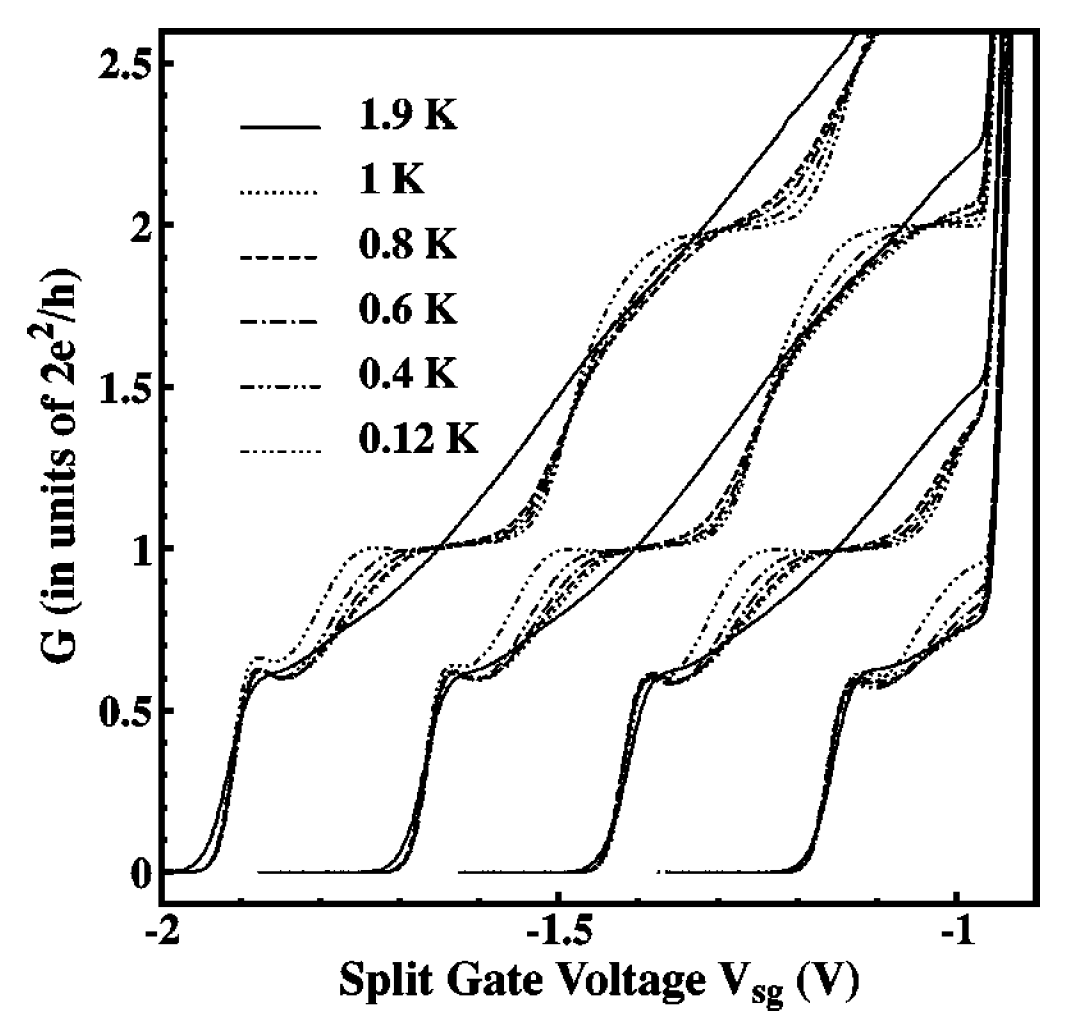 2.5
2
1.5
1
0.5
0
G (in units of 2e²/h)
1.9 K
1 K
0.8 K
0.6 K
0.4 K
0.12 K
-2
-1.5
-1
Split Gate Voltage Vsg (V)